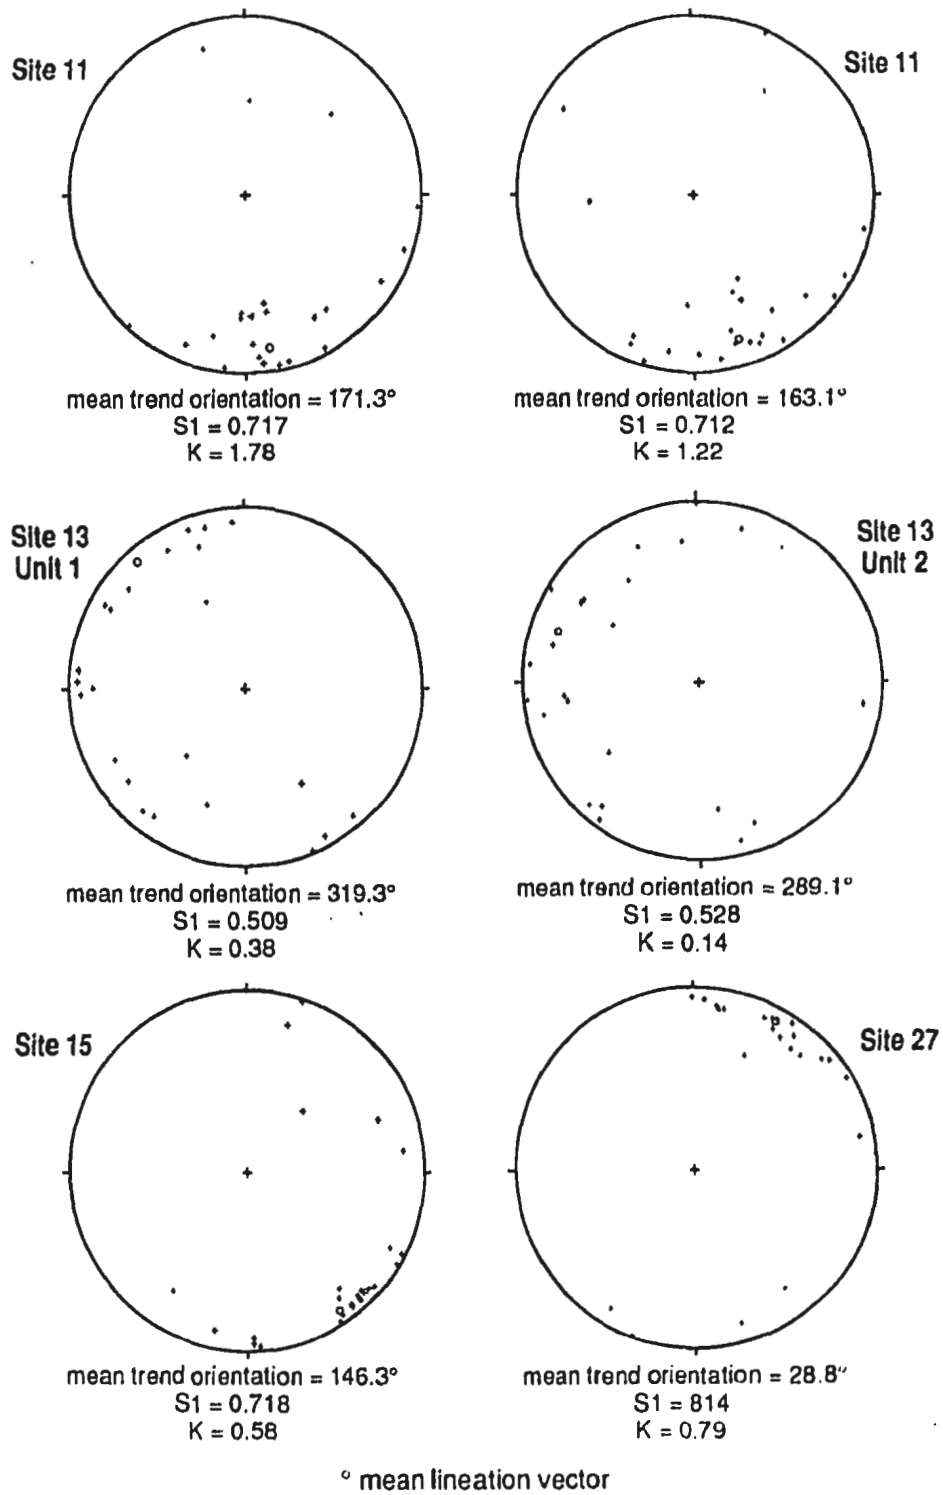 Site 11
mean trend orientation = 171.3°
S1 = 0.717
K = 1.78
Site 11
mean trend orientation = 163.1°
S1 = 0.712
K = 1.22
Site 13
Unit 1
mean trend orientation = 319.3°
S1 = 0.509
K = 0.38
Site 13
Unit 2
mean trend orientation = 289.1°
S1 = 0.528
K = 0.14
Site 15
mean trend orientation = 146.3°
S1 = 0.718
K = 0.58
Site 27
mean trend orientation = 28.8°
S1 = 814
K = 0.79
° mean lineation vector